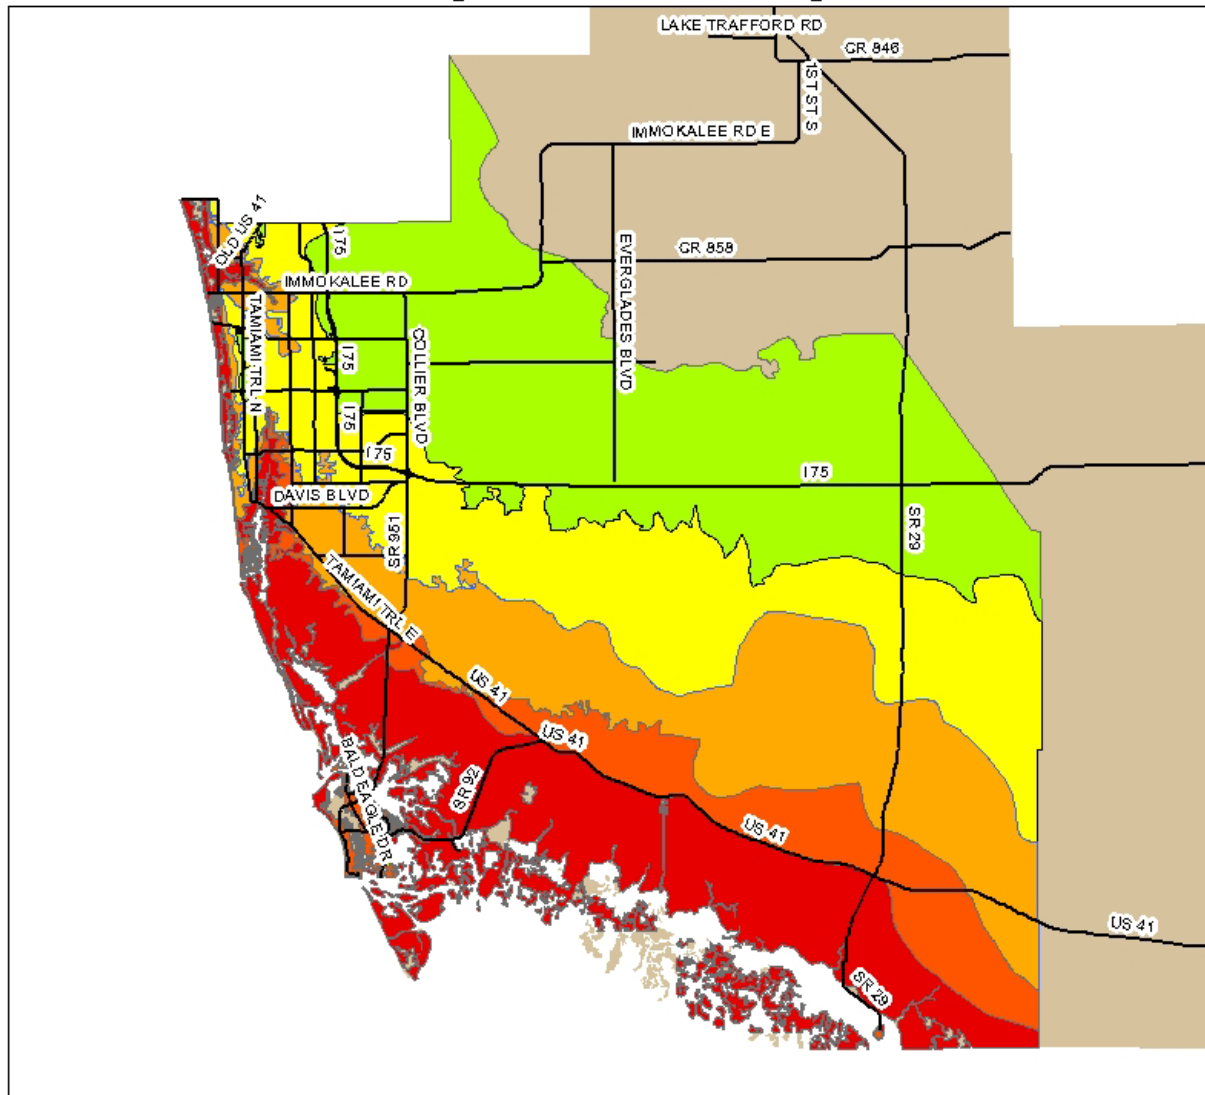 LAKE TRAFFORD RD
CR 846
1ST ST S
IMMOKALEE RD E
OLD US 41
I75
CR 858
EVERGLADES BLVD
IMMOKALEE RD
TAMIAMI TRL N
I75
COLLIER BLVD
I75
I75
I75
DAVIS BLVD
SR 951
SR 29
TAMIAMI TRL E
US 41
US 41
BALD EAGLE DR
SR 92
US 41
US 41
SR 29